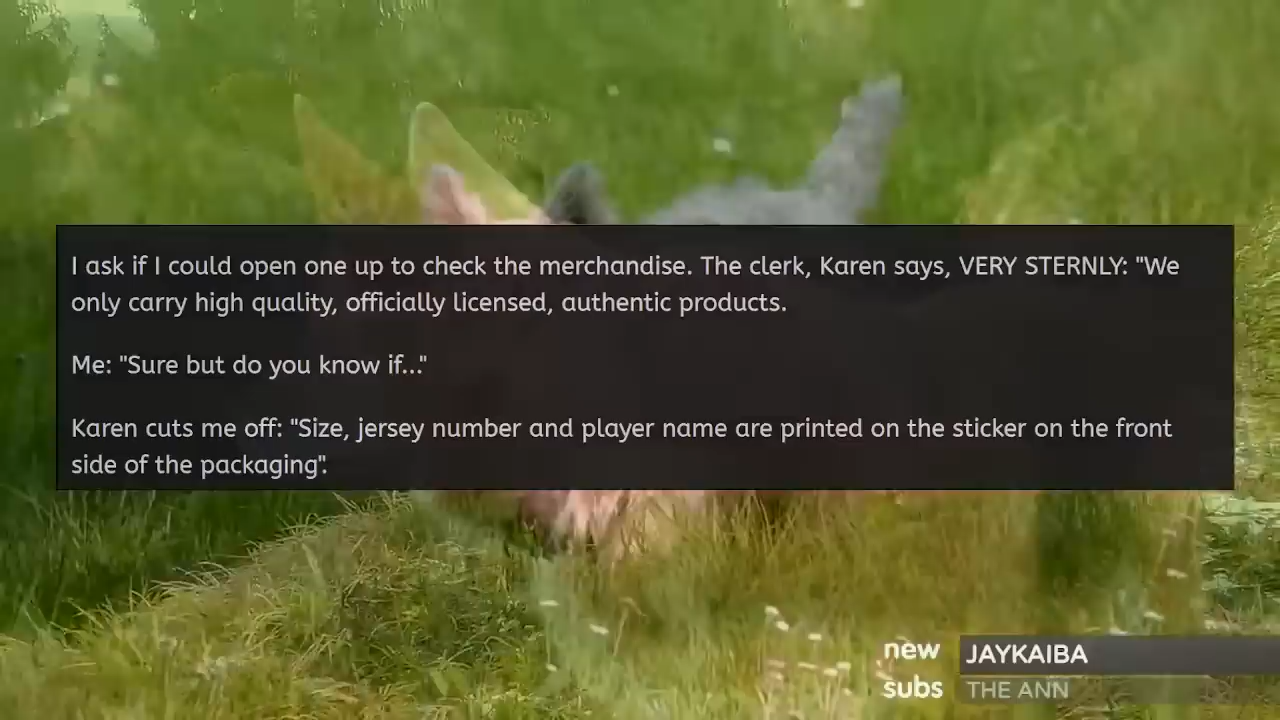 I ask if I could open one up to check the merchandise. The clerk, Karen says, VERY STERNLY: "We
only carry high quality, officially licensed, authentic products.
Me: "Sure but do you know if..."
Karen cuts me off: "Size, jersey number and player name are printed on the sticker on the front
side of the packaging".
new JAYKAIBA
subs THE ANN